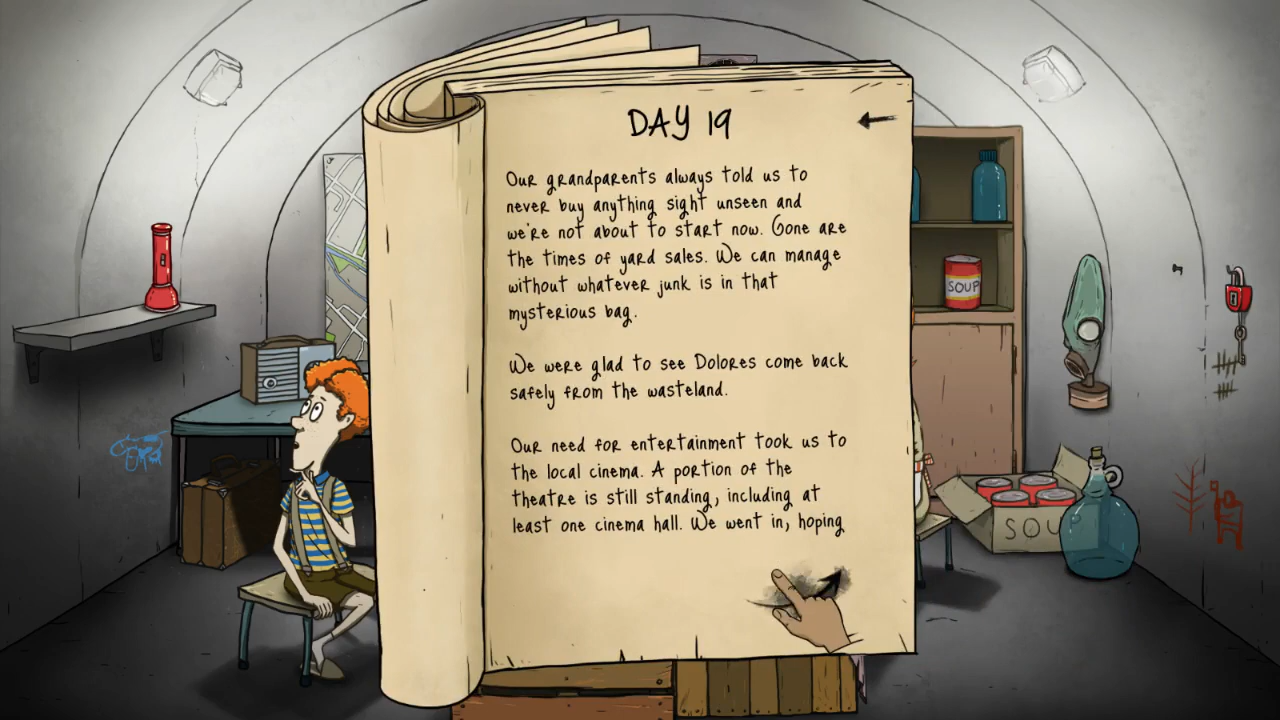 DAY 19
Our grandparents always told us to
never buy anything sight unseen and
we're not about to start now. Gone are
the times of yard sales. We can manage
without whatever junk is in that
mysterious bag.
We were glad to see Dolores come back
safely from the wasteland.
Our need for entertainment took us to
the local cinema. A portion of the
theatre is still standing, including at
least one cinema hall. We went in, hoping
SOUP
SOU